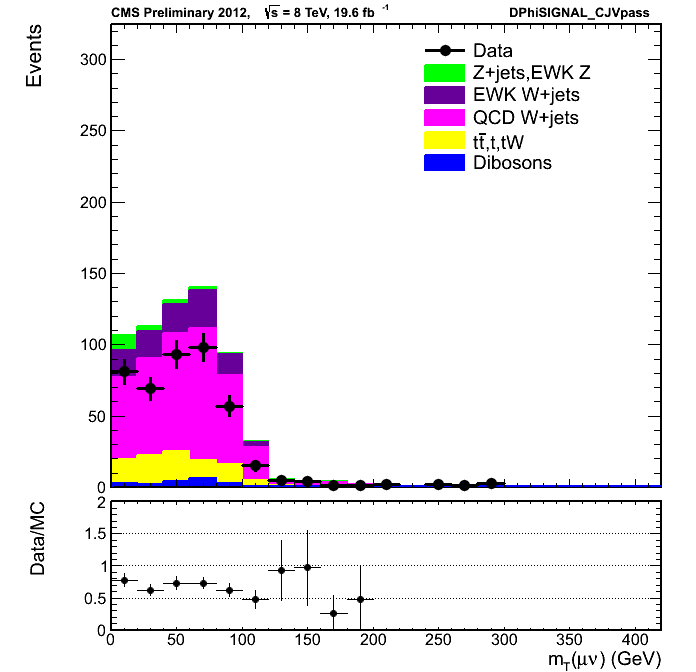 CMS Preliminary 2012, √s = 8 TeV, 19.6 fb⁻¹ DPhiSIGNAL_CJVpass
Events
300
250
200
150
100
50
0
Data
Z+jets,EWK Z
EWK W+jets
QCD W+jets
tt̅,t,tW
Dibosons
Data/MC
2
1.5
1
0.5
0
0 50 100 150 200 250 300 350 400
m_T(μν) (GeV)